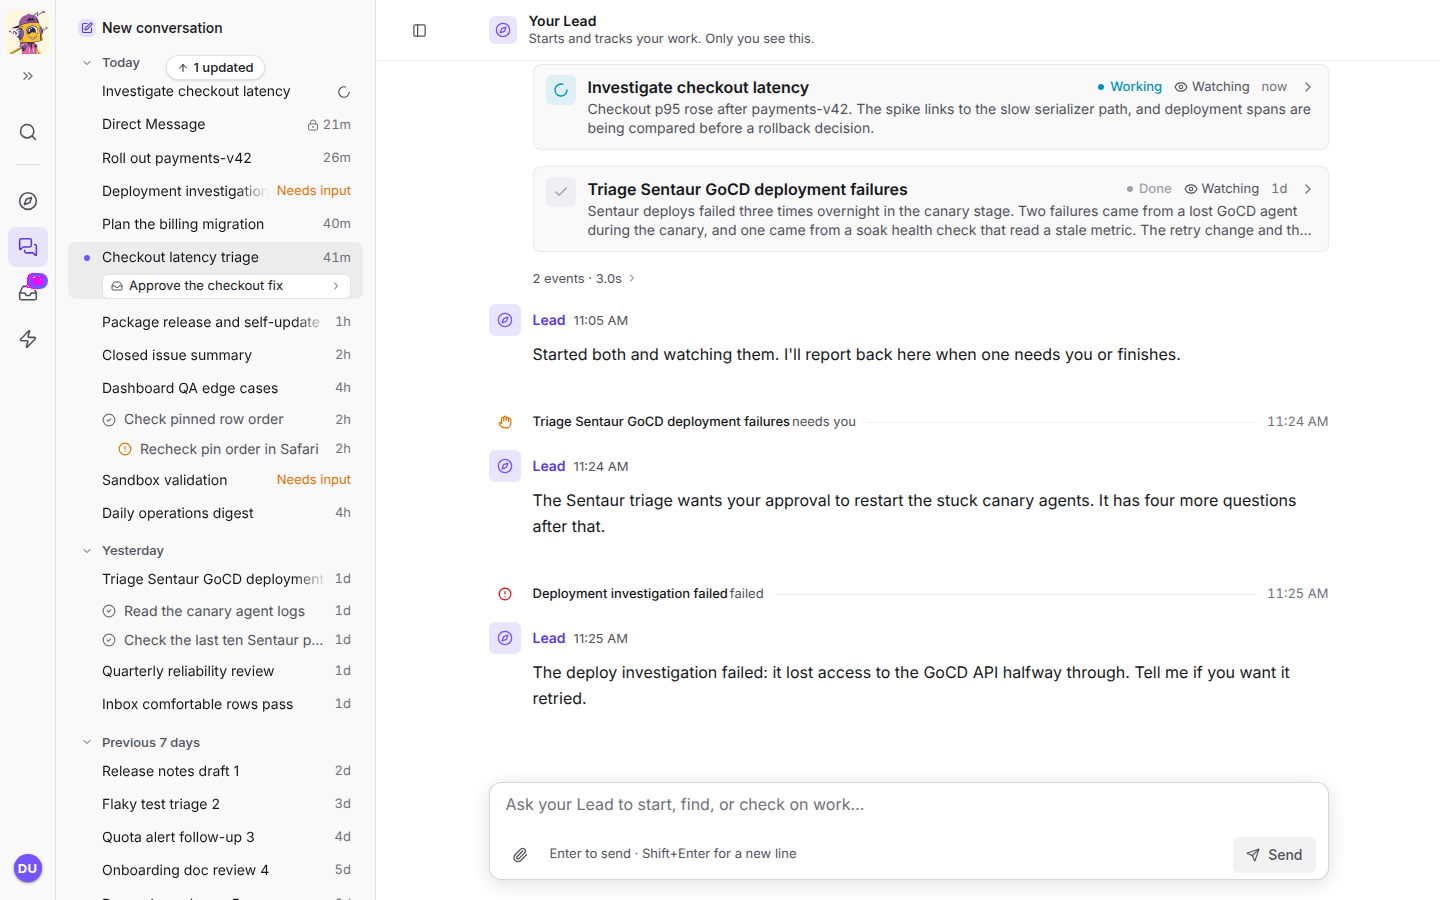 New conversation
Today
1 updated
Investigate checkout latency
Direct Message 21m
Roll out payments-v42 26m
Deployment investigation Needs input
Plan the billing migration 40m
Checkout latency triage 41m
Approve the checkout fix
Package release and self-update 1h
Closed issue summary 2h
Dashboard QA edge cases 4h
Check pinned row order 2h
Recheck pin order in Safari 2h
Sandbox validation Needs input
Daily operations digest 4h
Yesterday
Triage Sentaur GoCD deployment 1d
Read the canary agent logs 1d
Check the last ten Sentaur p... 1d
Quarterly reliability review 1d
Inbox comfortable rows pass 1d
Previous 7 days
Release notes draft 1 2d
Flaky test triage 2 3d
Quota alert follow-up 3 4d
Onboarding doc review 4 5d
DU
Your Lead
Starts and tracks your work. Only you see this.
Investigate checkout latency Working Watching now
Checkout p95 rose after payments-v42. The spike links to the slow serializer path, and deployment spans are
being compared before a rollback decision.
Triage Sentaur GoCD deployment failures Done Watching 1d
Sentaur deploys failed three times overnight in the canary stage. Two failures came from a lost GoCD agent
during the canary, and one came from a soak health check that read a stale metric. The retry change and th...
2 events · 3.0s
Lead 11:05 AM
Started both and watching them. I'll report back here when one needs you or finishes.
Triage Sentaur GoCD deployment failures needs you 11:24 AM
Lead 11:24 AM
The Sentaur triage wants your approval to restart the stuck canary agents. It has four more questions
after that.
Deployment investigation failed failed 11:25 AM
Lead 11:25 AM
The deploy investigation failed: it lost access to the GoCD API halfway through. Tell me if you want it
retried.
Ask your Lead to start, find, or check on work...
Enter to send · Shift+Enter for a new line
Send